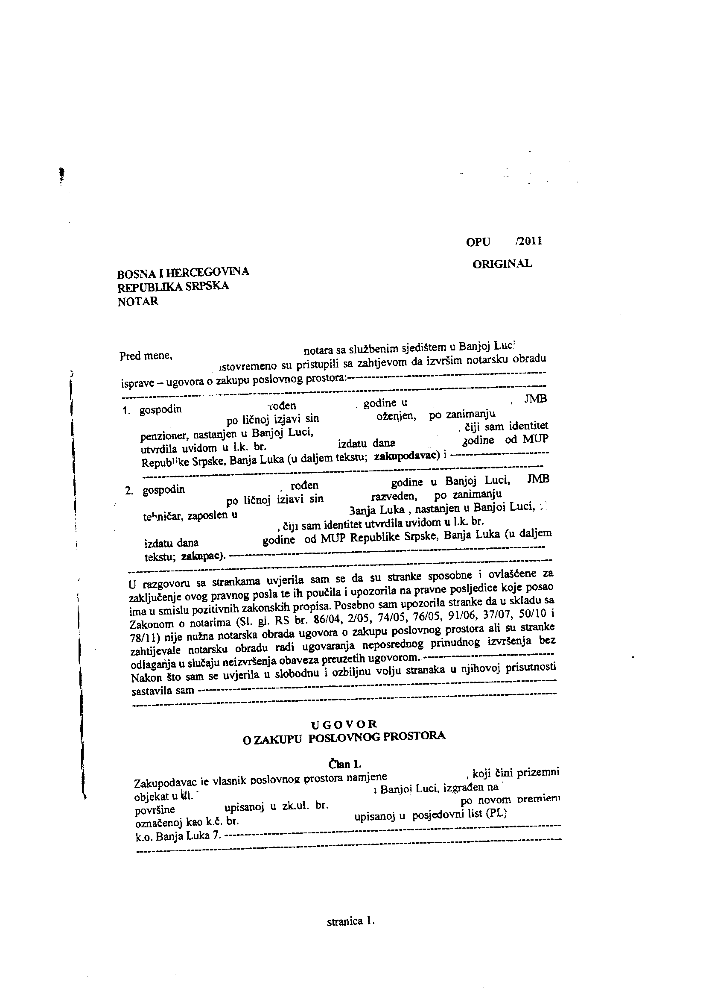 OPU /2011
ORIGINAL
BOSNA I HERCEGOVINA
REPUBLIKA SRPSKA
NOTAR
Pred mene, notara sa službenim sjedištem u Banjoj Luc
istovremeno su pristupili sa zahtjevom da izvršim notarsku obradu
isprave – ugovora o zakupu poslovnog prostora:
1. gospodin rođen godine u , JMB
po ličnoj izjavi sin oženjen, po zanimanju
penzioner, nastanjen u Banjoj Luci, , čiji sam identitet
utvrdila uvidom u l.k. br. izdatu dana godine od MUP
Republike Srpske, Banja Luka (u daljem tekstu; zakupodavac) i
2. gospodin , rođen godine u Banjoj Luci, JMB
po ličnoj izjavi sin razveden, po zanimanju
tehničar, zaposlen u Banja Luka , nastanjen u Banjoj Luci,
, čiji sam identitet utvrdila uvidom u l.k. br.
izdatu dana godine od MUP Republike Srpske, Banja Luka (u daljem
tekstu; zakupac).
U razgovoru sa strankama uvjerila sam se da su stranke sposobne i ovlašćene za
zaključenje ovog pravnog posla te ih poučila i upozorila na pravne posljedice koje posao
ima u smislu pozitivnih zakonskih propisa. Posebno sam upozorila stranke da u skladu sa
Zakonom o notarima (Sl. gl. RS br. 86/04, 2/05, 74/05, 76/05, 91/06, 37/07, 50/10 i
78/11) nije nužna notarska obrada ugovora o zakupu poslovnog prostora ali su stranke
zahtijevale notarsku obradu radi ugovaranja neposrednog prinudnog izvršenja bez
odlaganja u slučaju neizvršenja obaveza preuzetih ugovorom.
Nakon što sam se uvjerila u slobodnu i ozbiljnu volju stranaka u njihovoj prisutnosti
sastavila sam
U G O V O R
O ZAKUPU POSLOVNOG PROSTORA
Član 1.
Zakupodavac je vlasnik poslovnog prostora namjene , koji čini prizemni
objekat u Ul. Banjoj Luci, izgrađen na
površine upisanoj u zk.ul. br. po novom premjeru
označenoj kao k.č. br. upisanoj u posjedovni list (PL)
k.o. Banja Luka 7.
stranica 1.